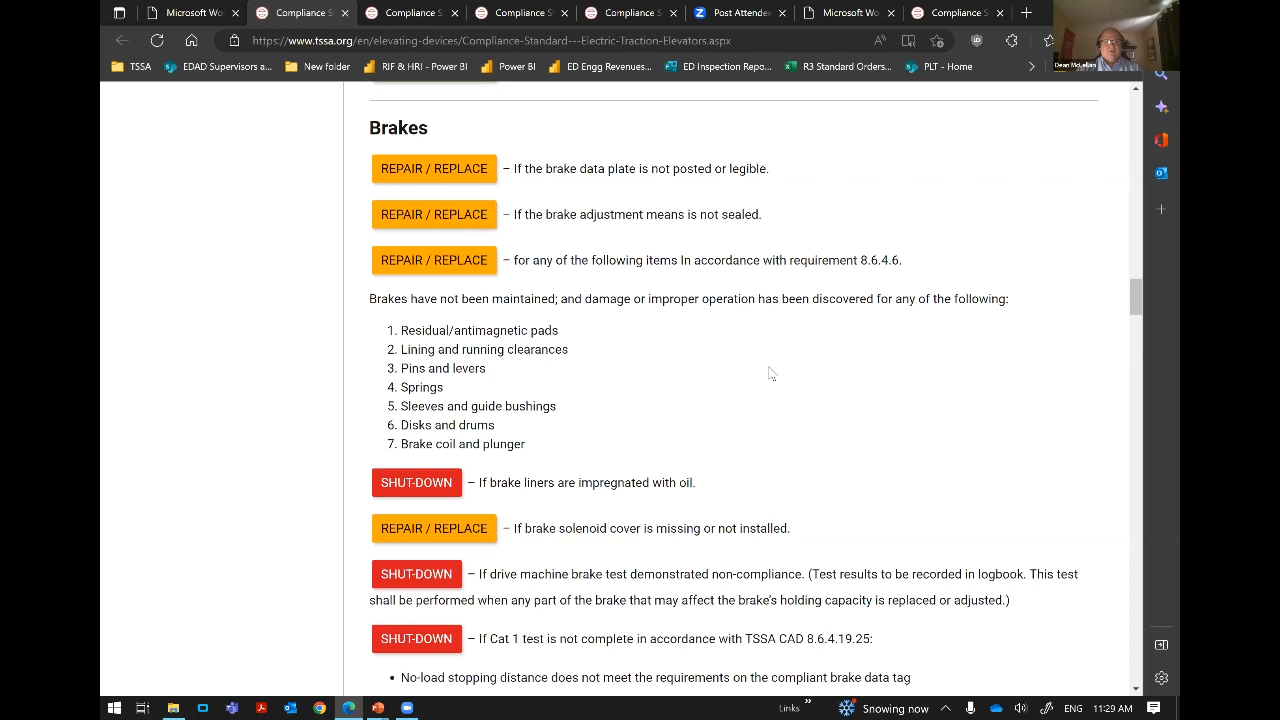 Microsoft Wo
Compliance S
Compliance S
Compliance S
Compliance S
Post Attende
Microsoft Wo
Compliance S
https://www.tssa.org/en/elevating-devices/Compliance-Standard---Electric-Traction-Elevators.aspx
TSSA
EDAD Supervisors a...
New folder
RIF & HRI - Power BI
Power BI
ED Engg Revenues...
ED Inspection Repo...
R3 Standard Orders...
PLT - Home
Dean McLellan
Brakes
REPAIR / REPLACE – If the brake data plate is not posted or legible.
REPAIR / REPLACE – If the brake adjustment means is not sealed.
REPAIR / REPLACE – for any of the following items In accordance with requirement 8.6.4.6.
Brakes have not been maintained; and damage or improper operation has been discovered for any of the following:
1. Residual/antimagnetic pads
2. Lining and running clearances
3. Pins and levers
4. Springs
5. Sleeves and guide bushings
6. Disks and drums
7. Brake coil and plunger
SHUT-DOWN – If brake liners are impregnated with oil.
REPAIR / REPLACE – If brake solenoid cover is missing or not installed.
SHUT-DOWN – If drive machine brake test demonstrated non-compliance. (Test results to be recorded in logbook. This test
shall be performed when any part of the brake that may affect the brake's holding capacity is replaced or adjusted.)
SHUT-DOWN – If Cat 1 test is not complete in accordance with TSSA CAD 8.6.4.19.25:
• No-load stopping distance does not meet the requirements on the compliant brake data tag
Links
Snowing now
ENG
11:29 AM